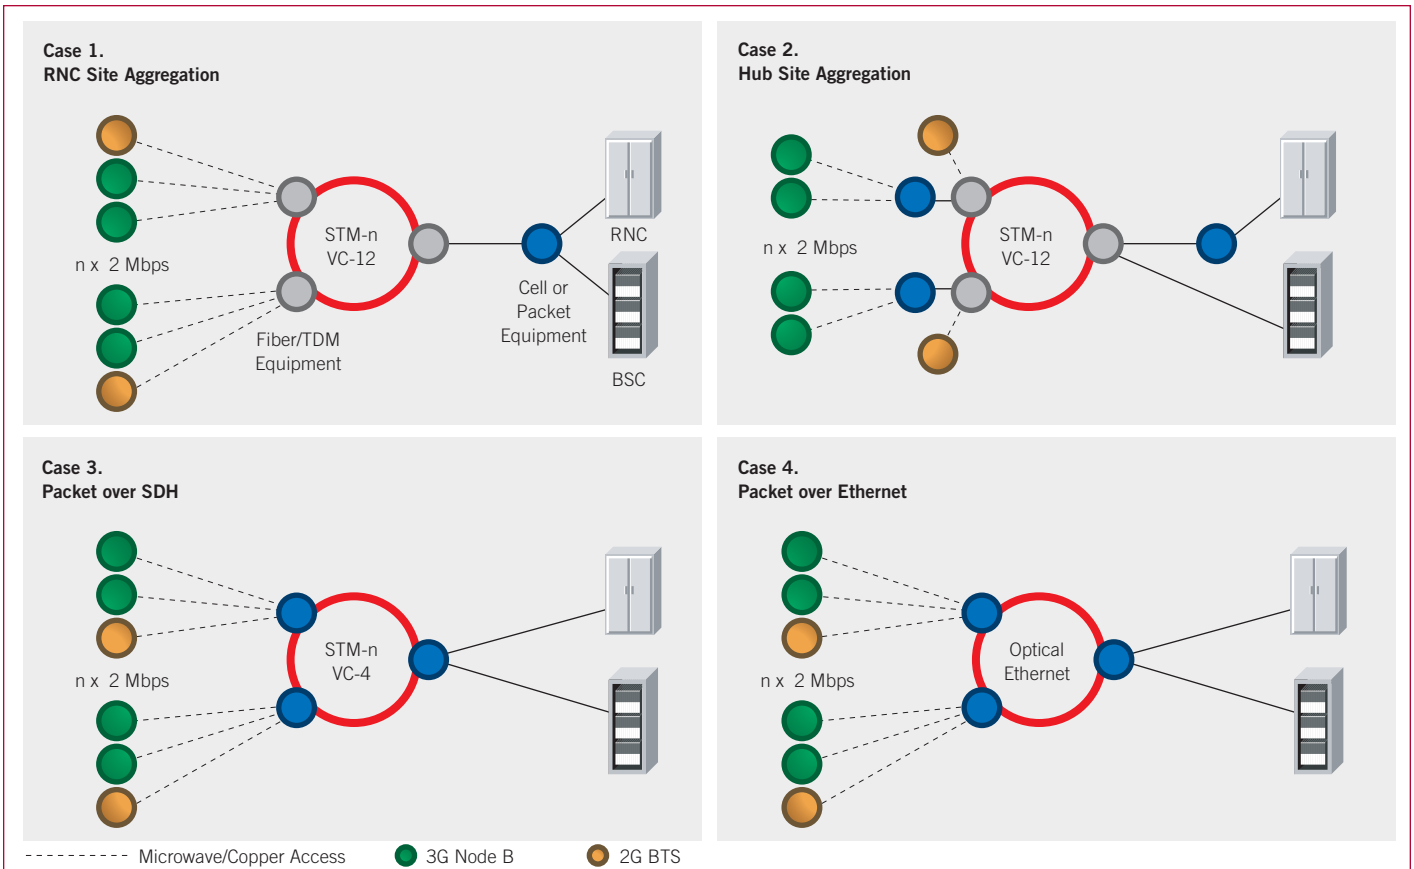 Case 1.
RNC Site Aggregation
n x 2 Mbps
STM-n
VC-12
Fiber/TDM
Equipment
Cell or
Packet
Equipment
RNC
BSC
Case 2.
Hub Site Aggregation
n x 2 Mbps
STM-n
VC-12
Case 3.
Packet over SDH
n x 2 Mbps
STM-n
VC-4
Case 4.
Packet over Ethernet
n x 2 Mbps
Optical
Ethernet
Microwave/Copper Access
3G Node B
2G BTS